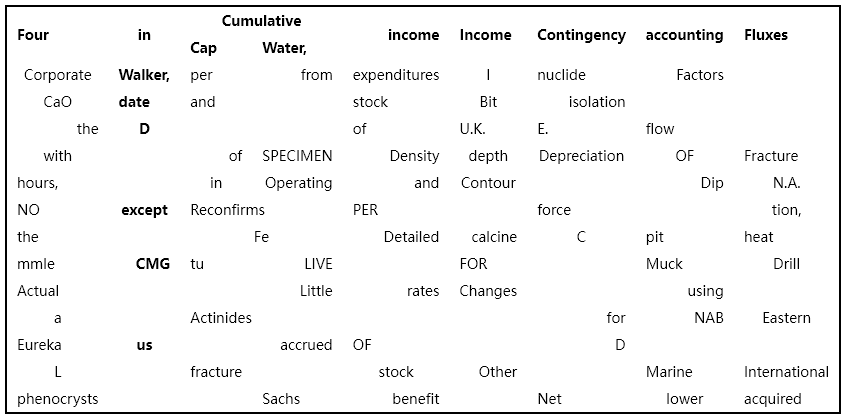 Cumulative
Four in Cap Water, income Income Contingency accounting Fluxes
Corporate Walker, per from expenditures I nuclide Factors
CaO date and stock Bit isolation
the D of U.K. E. flow
with of SPECIMEN Density depth Depreciation OF Fracture
hours, in Operating and Contour Dip N.A.
NO except Reconfirms PER force tion,
the Fe Detailed calcine C pit heat
mmle CMG tu LIVE FOR Muck Drill
Actual Little rates Changes using
a Actinides for NAB Eastern
Eureka us accrued OF D
L fracture stock Other Marine International
phenocrysts Sachs benefit Net lower acquired